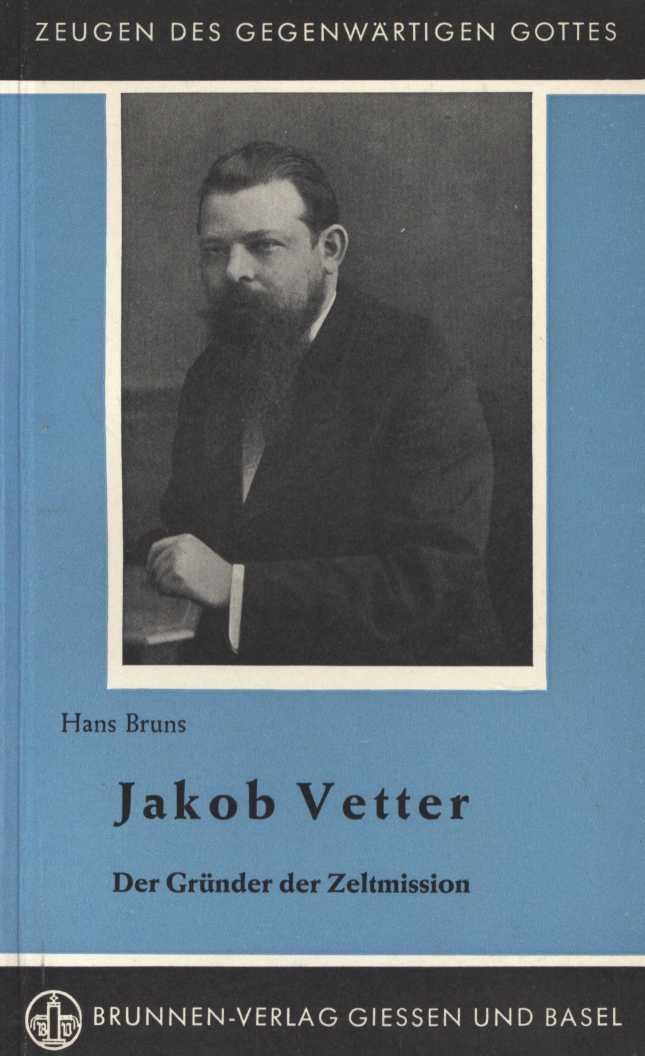 ZEUGEN DES GEGENWÄRTIGEN GOTTES
Hans Bruns
Jakob Vetter
Der Gründer der Zeltmission
BRUNNEN-VERLAG GIESSEN UND BASEL